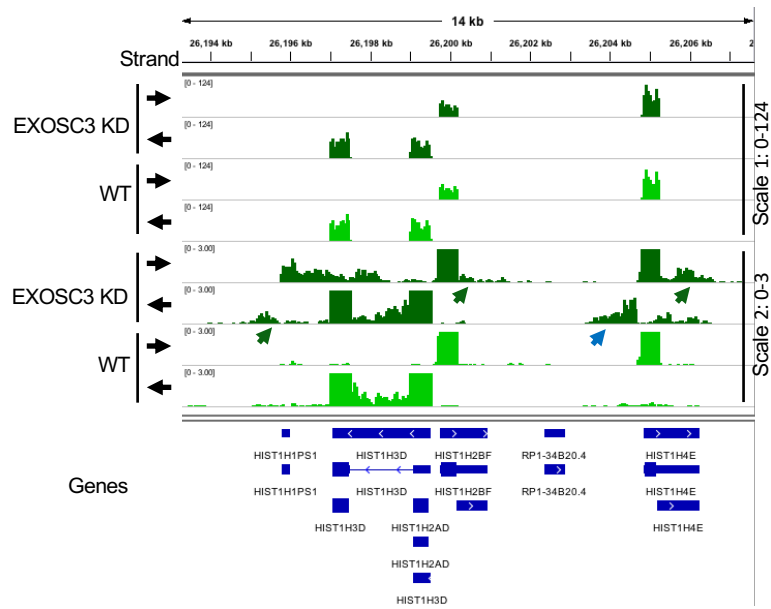 14 kb
26,194 kb 26,196 kb 26,198 kb 26,200 kb 26,202 kb 26,204 kb 26,206 kb 2
Strand
EXOSC3 KD
[0 - 124]
[0 - 124]
WT
[0 - 124]
[0 - 124]
Scale 1: 0-124
EXOSC3 KD
[0 - 3.00]
[0 - 3.00]
WT
[0 - 3.00]
[0 - 3.00]
Scale 2: 0-3
Genes
HIST1H1PS1 HIST1H3D HIST1H2BF RP1-34B20.4 HIST1H4E
HIST1H1PS1 HIST1H3D HIST1H2BF RP1-34B20.4 HIST1H4E
HIST1H3D HIST1H2AD HIST1H4E
HIST1H2AD
HIST1H3D